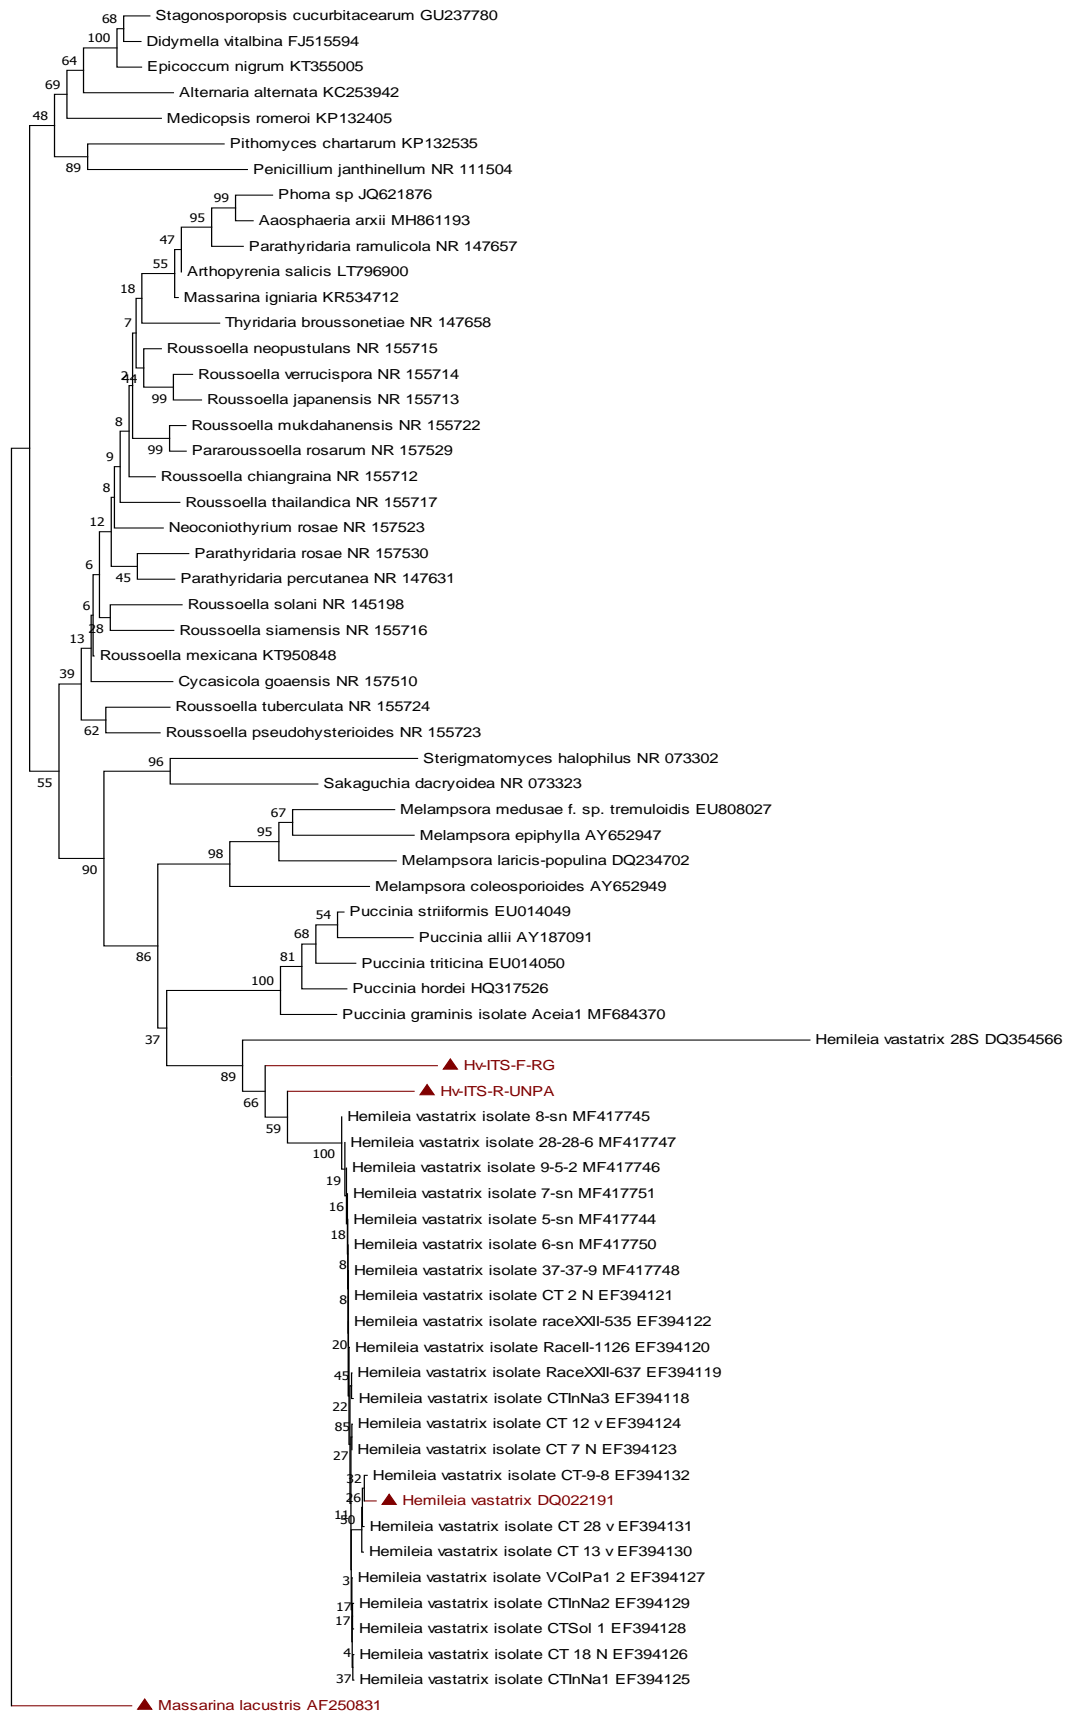 Stagonosporopsis cucurbitacearum GU237780
68
Didymella vitalbina FJ515594
100
Epicoccum nigrum KT355005
64
Alternaria alternata KC253942
69
Medicopsis romeroi KP132405
48
Pithomyces chartarum KP132535
89
Penicillium janthinellum NR 111504
Phoma sp JQ621876
99
Aaosphaeria arxii MH861193
95
Parathyridaria ramulicola NR 147657
47
Arthopyrenia salicis LT796900
55
Massarina igniaria KR534712
18
Thyridaria broussonetiae NR 147658
7
Roussoella neopustulans NR 155715
Roussoella verrucispora NR 155714
2
44
99
Roussoella japanensis NR 155713
Roussoella mukdahanensis NR 155722
8
99
Pararoussoella rosarum NR 157529
9
Roussoella chiangraina NR 155712
8
Roussoella thailandica NR 155717
12
Neoconiothyrium rosae NR 157523
Parathyridaria rosae NR 157530
6
45
Parathyridaria percutanea NR 147631
6
Roussoella solani NR 145198
28
Roussoella siamensis NR 155716
13
Roussoella mexicana KT950848
39
Cycasicola goaensis NR 157510
Roussoella tuberculata NR 155724
62
Roussoella pseudohysterioides NR 155723
96
Sterigmatomyces halophilus NR 073302
55
Sakaguchia dacryoidea NR 073323
67
Melampsora medusae f. sp. tremuloidis EU808027
95
Melampsora epiphylla AY652947
98
Melampsora laricis-populina DQ234702
90
Melampsora coleosporioides AY652949
54
Puccinia striiformis EU014049
68
Puccinia allii AY187091
86
81
Puccinia triticina EU014050
100
Puccinia hordei HQ317526
Puccinia graminis isolate Aceia1 MF684370
37
Hemileia vastatrix 28S DQ354566
Hv-ITS-F-RG
89
Hv-ITS-R-UNPA
66
59
Hemileia vastatrix isolate 8-sn MF417745
Hemileia vastatrix isolate 28-28-6 MF417747
100
Hemileia vastatrix isolate 9-5-2 MF417746
19
Hemileia vastatrix isolate 7-sn MF417751
16
Hemileia vastatrix isolate 5-sn MF417744
18
Hemileia vastatrix isolate 6-sn MF417750
8
Hemileia vastatrix isolate 37-37-9 MF417748
Hemileia vastatrix isolate CT 2 N EF394121
8
Hemileia vastatrix isolate raceXXII-535 EF394122
20
Hemileia vastatrix isolate RaceII-1126 EF394120
Hemileia vastatrix isolate RaceXXII-637 EF394119
45
Hemileia vastatrix isolate CTInNa3 EF394118
22
Hemileia vastatrix isolate CT 12 v EF394124
85
Hemileia vastatrix isolate CT 7 N EF394123
27
Hemileia vastatrix isolate CT-9-8 EF394132
32
Hemileia vastatrix DQ022191
26
11
50
Hemileia vastatrix isolate CT 28 v EF394131
Hemileia vastatrix isolate CT 13 v EF394130
Hemileia vastatrix isolate VColPa1 2 EF394127
3
Hemileia vastatrix isolate CTInNa2 EF394129
17
17
Hemileia vastatrix isolate CTSol 1 EF394128
4
Hemileia vastatrix isolate CT 18 N EF394126
37
Hemileia vastatrix isolate CTInNa1 EF394125
Massarina lacustris AF250831